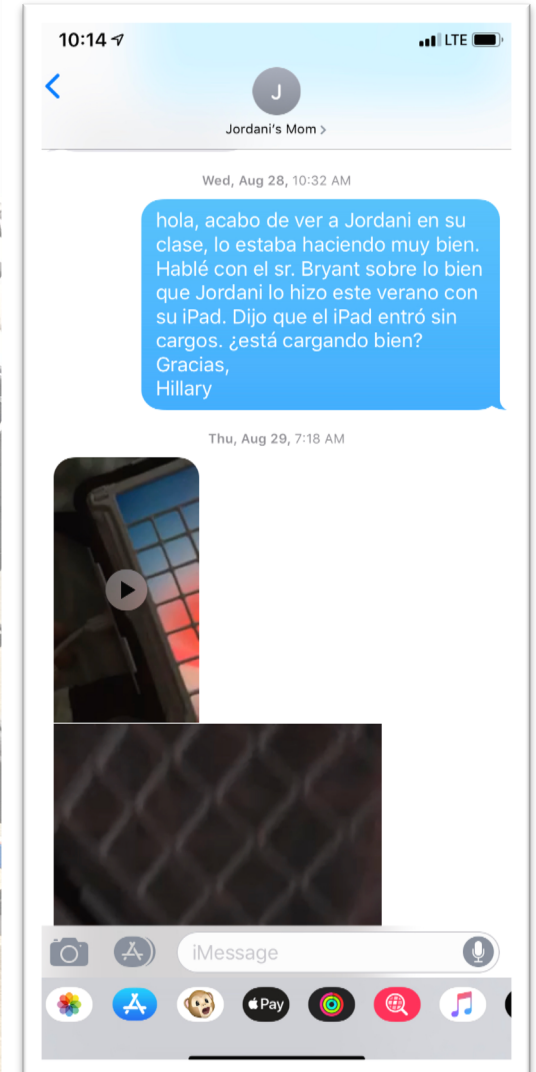 10:14
LTE
J
Jordani's Mom >
Wed, Aug 28, 10:32 AM
hola, acabo de ver a Jordani en su
clase, lo estaba haciendo muy bien.
Hablé con el sr. Bryant sobre lo bien
que Jordani lo hizo este verano con
su iPad. Dijo que el iPad entró sin
cargos. ¿está cargando bien?
Gracias,
Hillary
Thu, Aug 29, 7:18 AM
iMessage
Pay